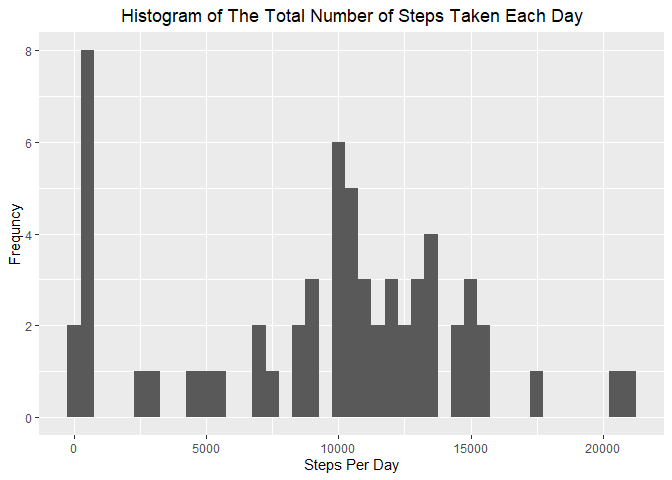 Histogram of The Total Number of Steps Taken Each Day
8
6
4
2
0
Frequncy
0 5000 10000 15000 20000
Steps Per Day